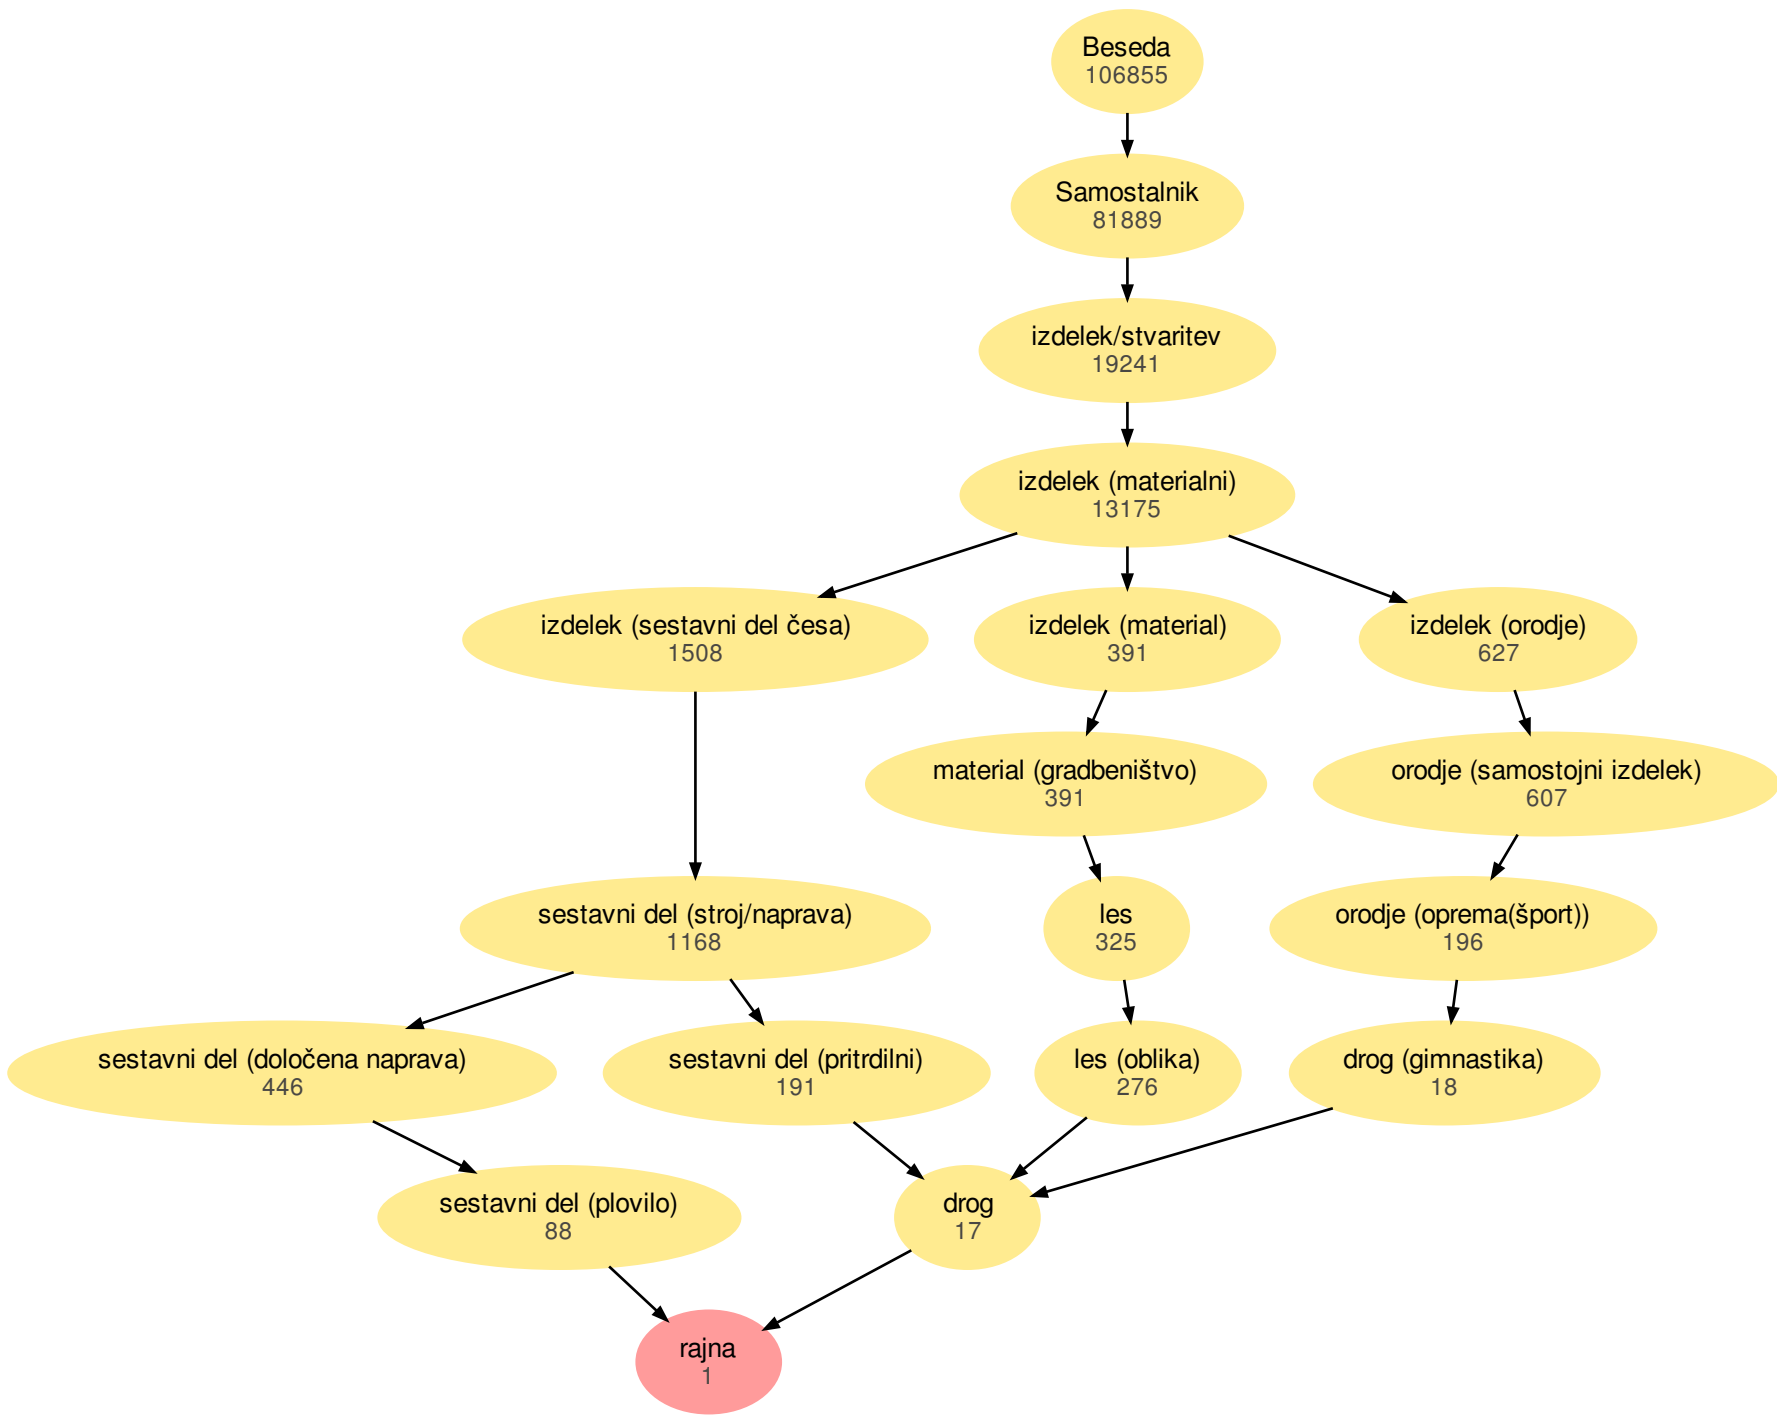 Beseda
106855
Samostalnik
81889
izdelek/stvaritev
19241
izdelek (materialni)
13175
izdelek (sestavni del česa)
1508
izdelek (material)
391
izdelek (orodje)
627
material (gradbeništvo)
391
orodje (samostojni izdelek)
607
sestavni del (stroj/naprava)
1168
les
325
orodje (oprema(šport))
196
sestavni del (določena naprava)
446
sestavni del (pritrdilni)
191
les (oblika)
276
drog (gimnastika)
18
sestavni del (plovilo)
88
drog
17
rajna
1